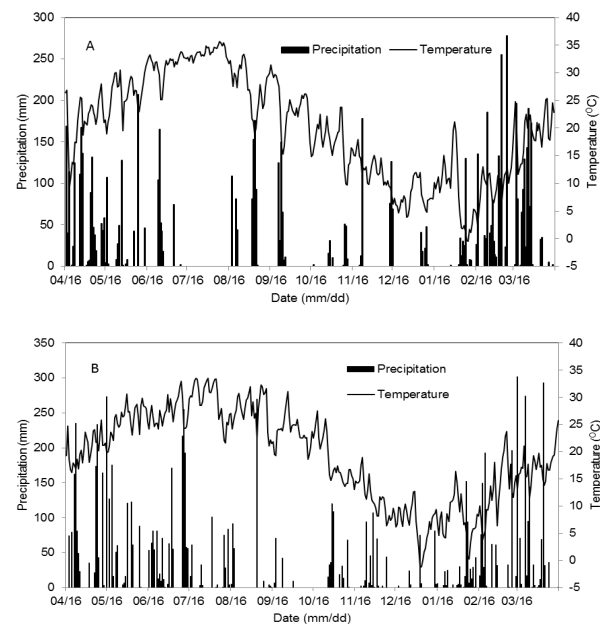 A
Precipitation Temperature
Precipitation (mm)
300
250
200
150
100
50
0
Temperature (⁰C)
40
35
30
25
20
15
10
5
0
-5
04/16 05/16 06/16 07/16 08/16 09/16 10/16 11/16 12/16 01/16 02/16 03/16
Date (mm/dd)
B
Precipitation
Temperature
Precipitation (mm)
350
300
250
200
150
100
50
0
Temperature (⁰C)
40
35
30
25
20
15
10
5
0
-5
04/16 05/16 06/16 07/16 08/16 09/16 10/16 11/16 12/16 01/16 02/16 03/16
Date (mm/dd)